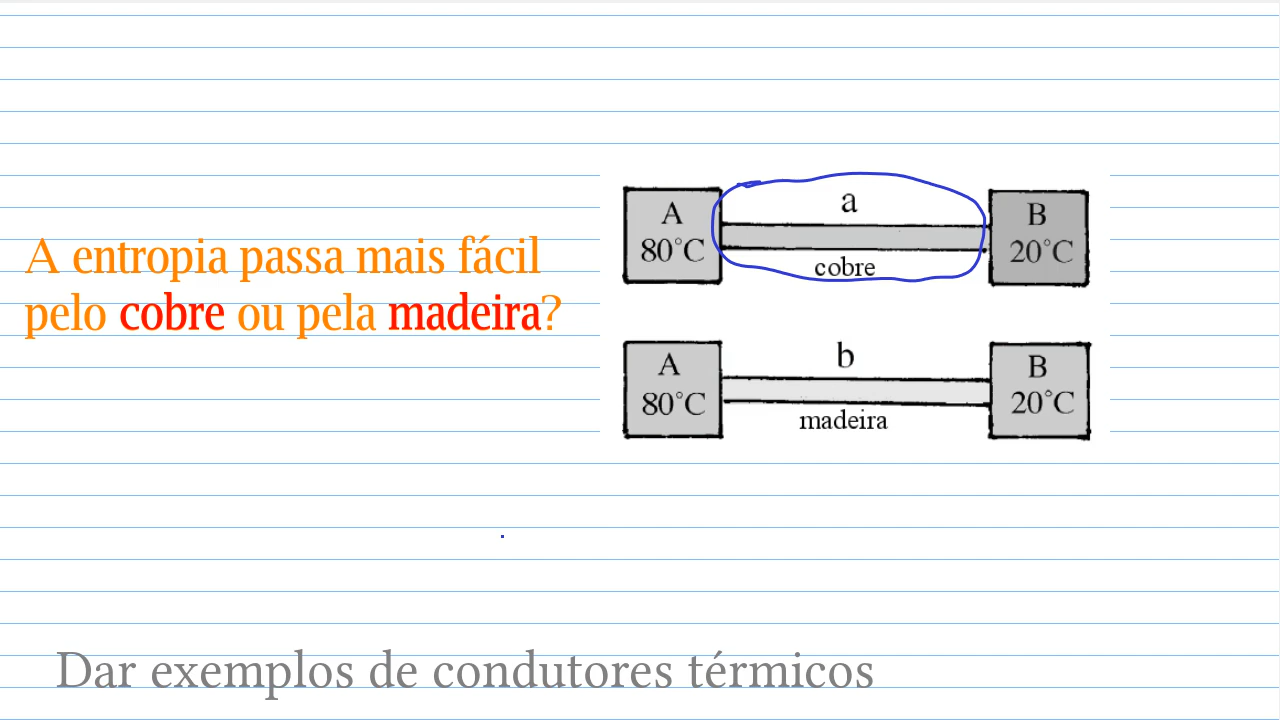 A entropia passa mais fácil
pelo cobre ou pela madeira?
A
80°C
a
cobre
B
20°C
A
80°C
b
madeira
B
20°C
Dar exemplos de condutores térmicos